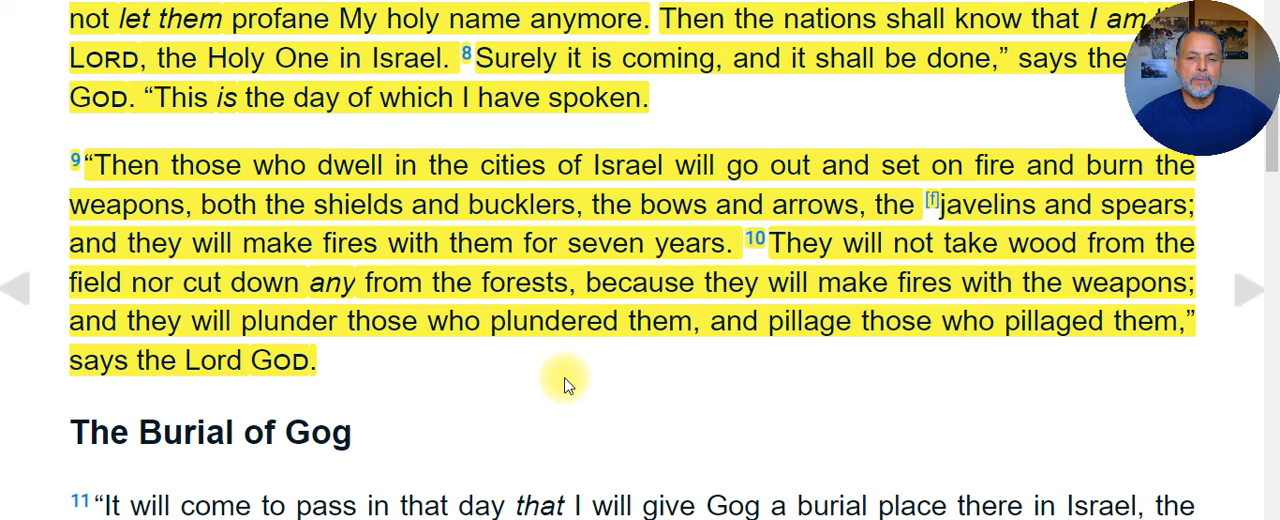 not let them profane My holy name anymore. Then the nations shall know that I am
LORD, the Holy One in Israel. 8 Surely it is coming, and it shall be done,” says the
GOD. “This is the day of which I have spoken.
9 “Then those who dwell in the cities of Israel will go out and set on fire and burn the
weapons, both the shields and bucklers, the bows and arrows, the [f]javelins and spears;
and they will make fires with them for seven years. 10 They will not take wood from the
field nor cut down any from the forests, because they will make fires with the weapons;
and they will plunder those who plundered them, and pillage those who pillaged them,”
says the Lord GOD.
The Burial of Gog
11 “It will come to pass in that day that I will give Gog a burial place there in Israel, the